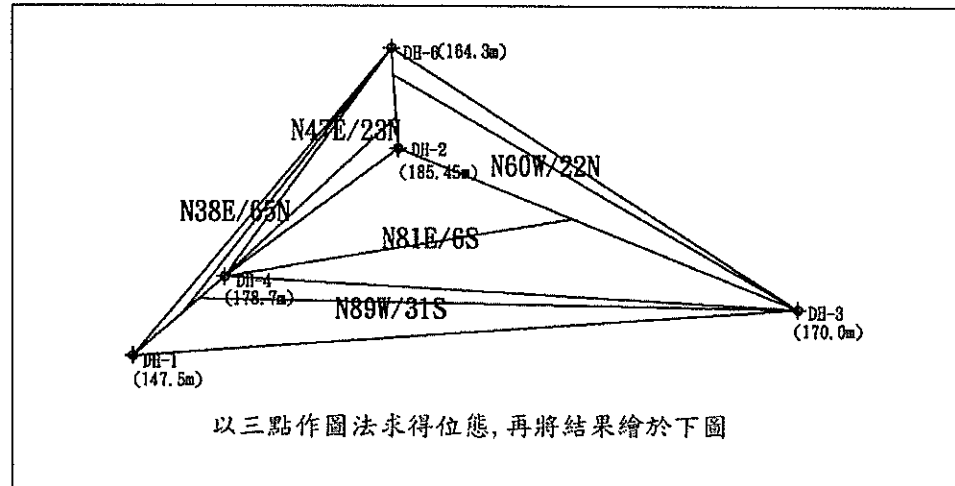 DH-6(164.3m)
N47E/23N
DH-2
(185.45m)
N60W/22N
N38E/65N
N81E/6S
DH-4
(178.7m)
N89W/31S
DH-3
(170.0m)
DH-1
(147.5m)
以三點作圖法求得位態,再將結果繪於下圖